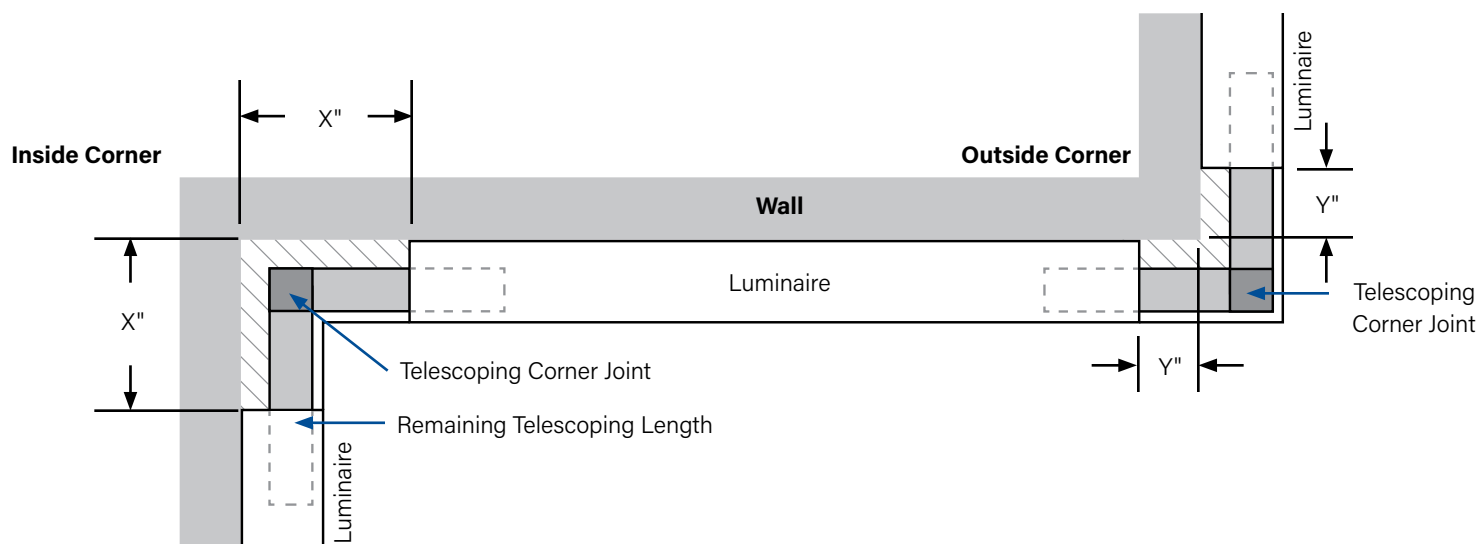 Luminaire
X"
Inside Corner
Outside Corner
Wall
Y"
Luminaire
X"
Telescoping
Corner Joint
Y"
Telescoping Corner Joint
Remaining Telescoping Length
Luminaire